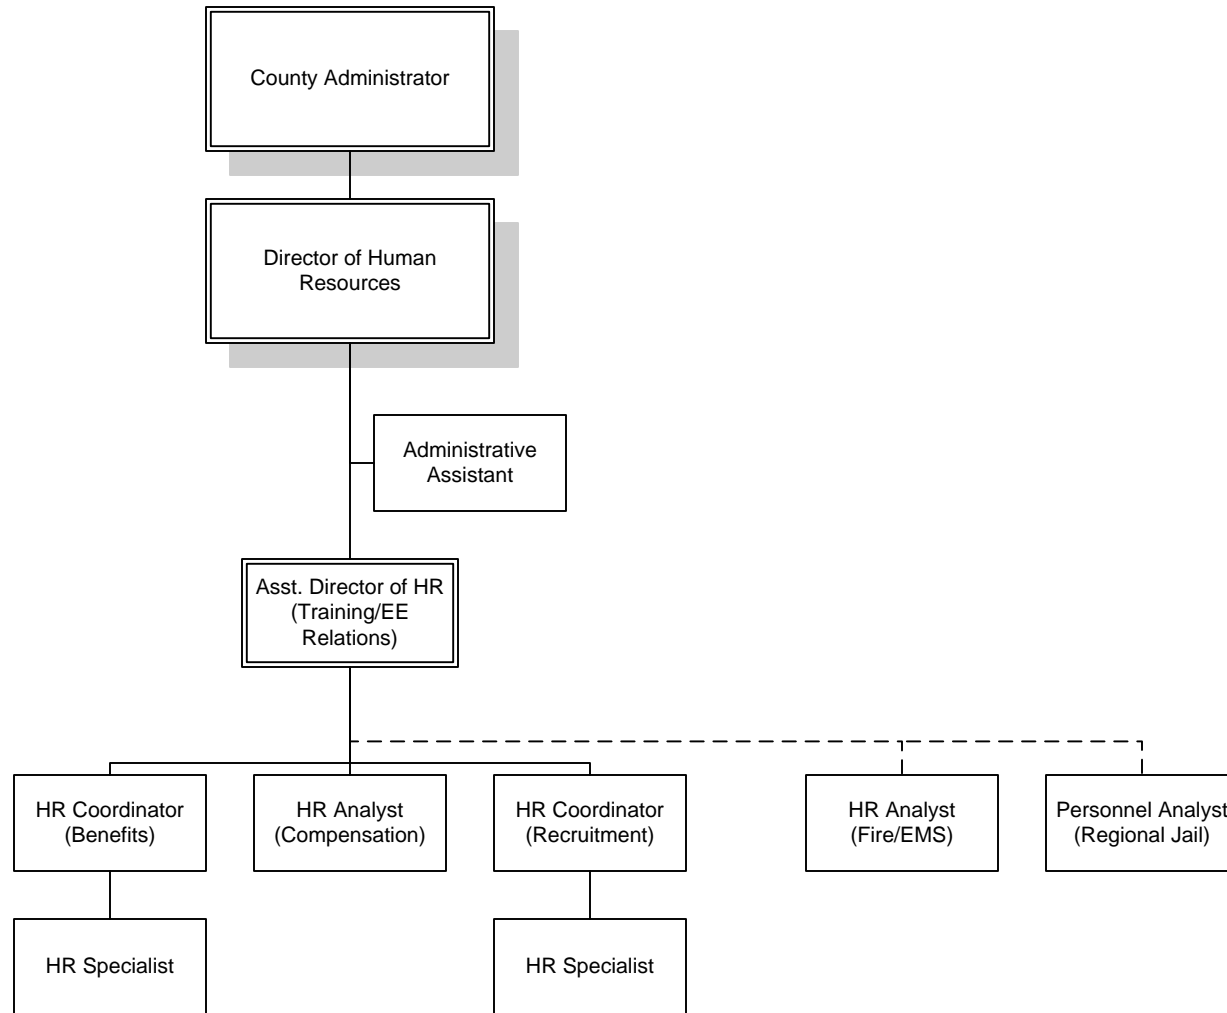 County Administrator
Director of Human
Resources
Administrative
Assistant
Asst. Director of HR
(Training/EE
Relations)
HR Coordinator
(Benefits)
HR Analyst
(Compensation)
HR Coordinator
(Recruitment)
HR Analyst
(Fire/EMS)
Personnel Analyst
(Regional Jail)
HR Specialist
HR Specialist